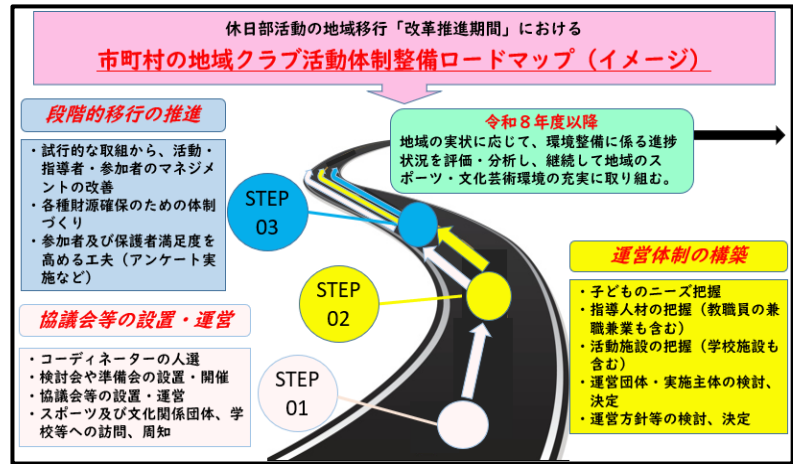 休日部活動の地域移行「改革推進期間」における
市町村の地域クラブ活動体制整備ロードマップ（イメージ）
段階的移行の推進
・試行的な取組から、活動・
指導者・参加者のマネジメ
ントの改善
・各種財源確保のための体制
づくり
・参加者及び保護者満足度を
高める工夫（アンケート実
施など）
令和８年度以降
地域の実状に応じて、環境整備に係る進捗
状況を評価・分析し、継続して地域のス
ポーツ・文化芸術環境の充実に取り組む。
STEP
03
STEP
02
STEP
01
協議会等の設置・運営
・コーディネーターの人選
・検討会や準備会の設置・開催
・協議会等の設置・運営
・スポーツ及び文化関係団体、学
校等への訪問、周知
運営体制の構築
・子どものニーズ把握
・指導人材の把握（教職員の兼
職兼業も含む）
・活動施設の把握（学校施設も
含む）
・運営団体・実施主体の検討、
決定
・運営方針等の検討、決定